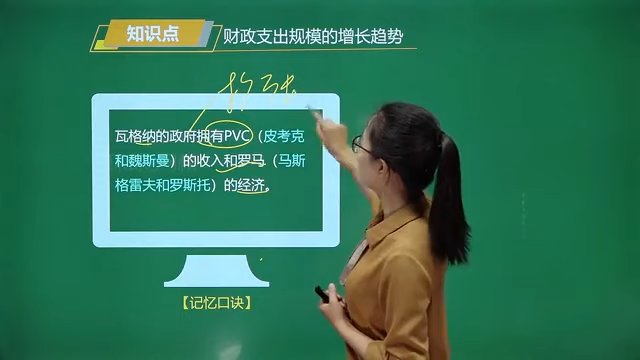 知识点
财政支出规模的增长趋势
瓦格纳的政府拥有PVC（皮考克
和魏斯曼）的收入和罗马（马斯
格雷夫和罗斯托）的经济。
【记忆口诀】